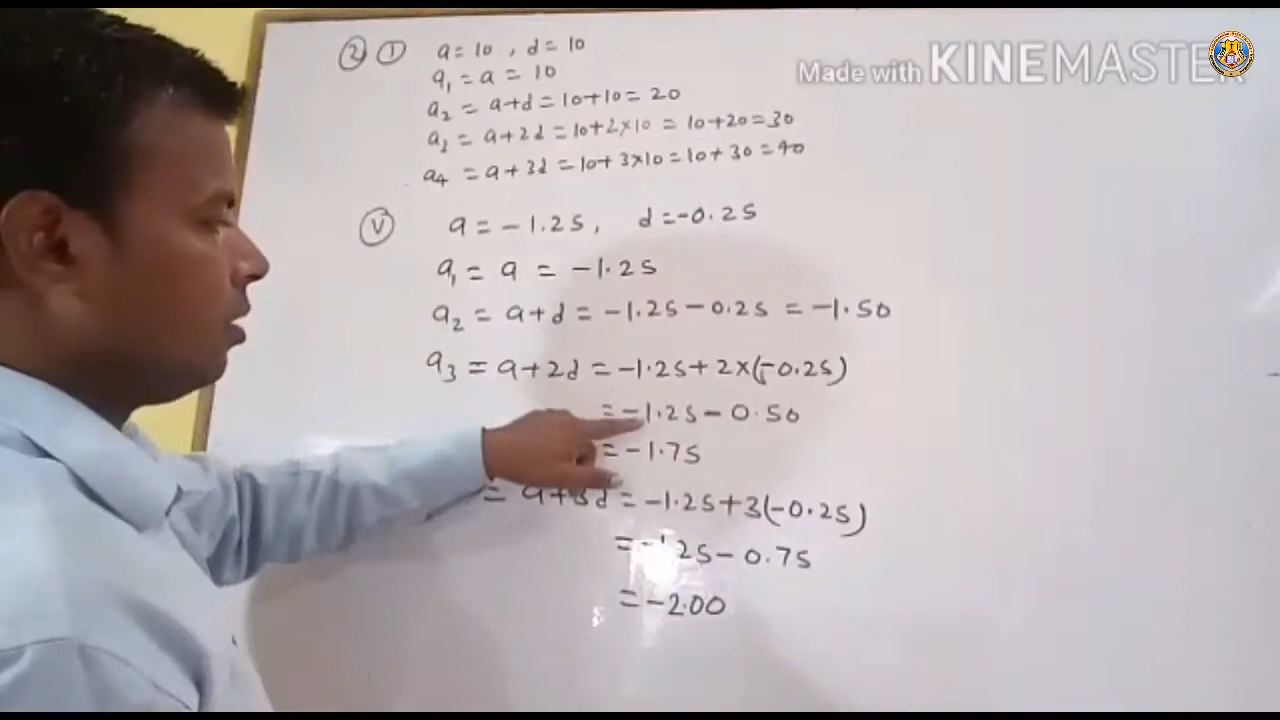 Made with KINEMASTER
② ① a = 10 , d = 10
a₁ = a = 10
a₂ = a+d = 10+10 = 20
a₃ = a+2d = 10+2×10 = 10+20 = 30
a₄ = a+3d = 10+3×10 = 10+30 = 40
Ⓥ a = -1.25, d = -0.25
a₁ = a = -1.25
a₂ = a+d = -1.25-0.25 = -1.50
a₃ = a+2d = -1.25+2×(-0.25)
= -1.25-0.50
= -1.75
= a+3d = -1.25+3(-0.25)
= -1.25-0.75
= -2.00